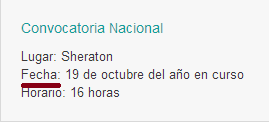 Convocatoria Nacional
Lugar: Sheraton
Fecha: 19 de octubre del año en curso
Horario: 16 horas